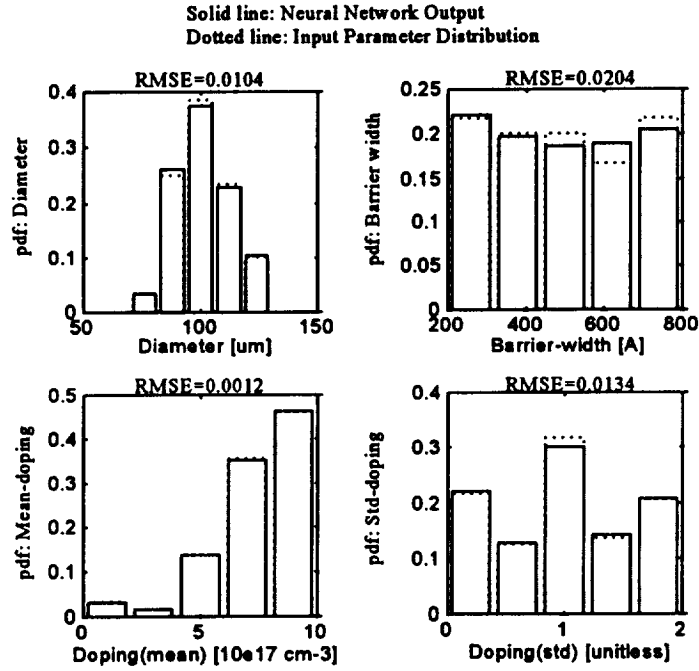 Solid line: Neural Network Output
Dotted line: Input Parameter Distribution
RMSE=0.0104
0.4
0.3
0.2
0.1
0
50
100
150
pdf: Diameter
Diameter [um]
RMSE=0.0204
0.25
0.2
0.15
0.1
0.05
0
200
400
600
800
pdf: Barrier width
Barrier-width [A]
RMSE=0.0012
0.5
0.4
0.3
0.2
0.1
0
0
5
10
pdf: Mean-doping
Doping(mean) [10e17 cm-3]
RMSE=0.0134
0.4
0.3
0.2
0.1
0
0
1
2
pdf: Std-doping
Doping(std) [unitless]